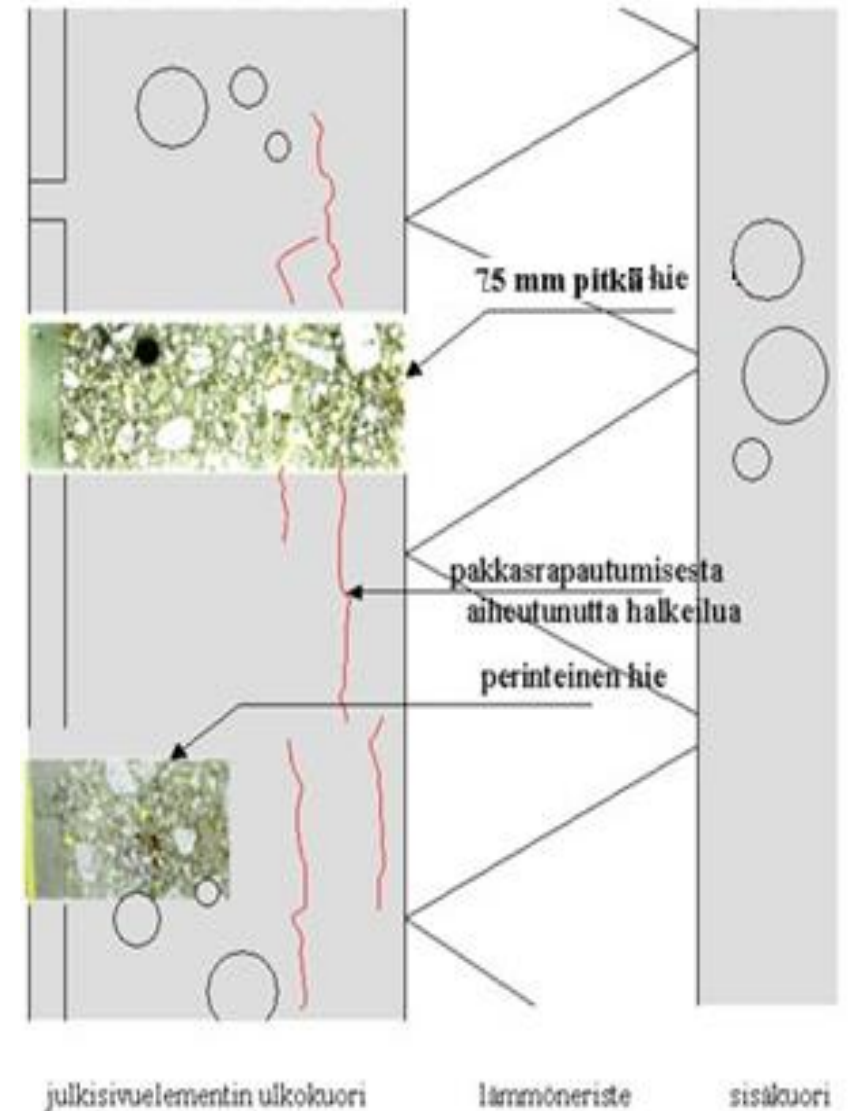 75 mm pitkä hie
pakkasrapautumisesta
aiheutunutta halkeilua
perinteinen hie
julkisivuelementin ulkokuori
lämmöneriste
sisäkuori